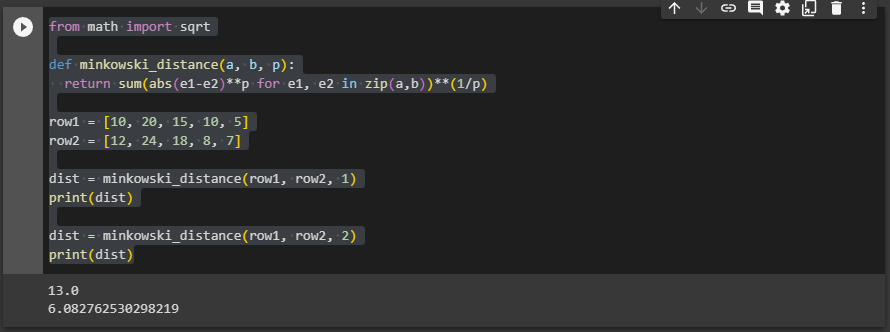 from math import sqrt
def minkowski_distance(a, b, p):
  return sum(abs(e1-e2)**p for e1, e2 in zip(a,b))**(1/p)
row1 = [10, 20, 15, 10, 5]
row2 = [12, 24, 18, 8, 7]
dist = minkowski_distance(row1, row2, 1)
print(dist)
dist = minkowski_distance(row1, row2, 2)
print(dist)
13.0
6.082762530298219